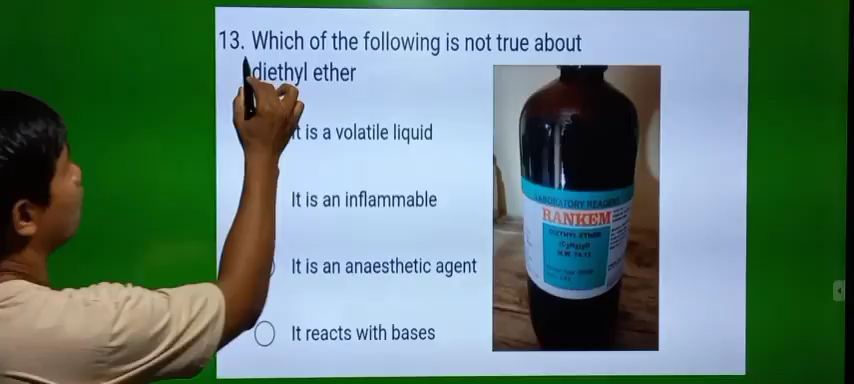 13. Which of the following is not true about
diethyl ether
It is a volatile liquid
It is an inflammable
It is an anaesthetic agent
It reacts with bases
LABORATORY REAGENT
RANKEM
DIETHYL ETHER